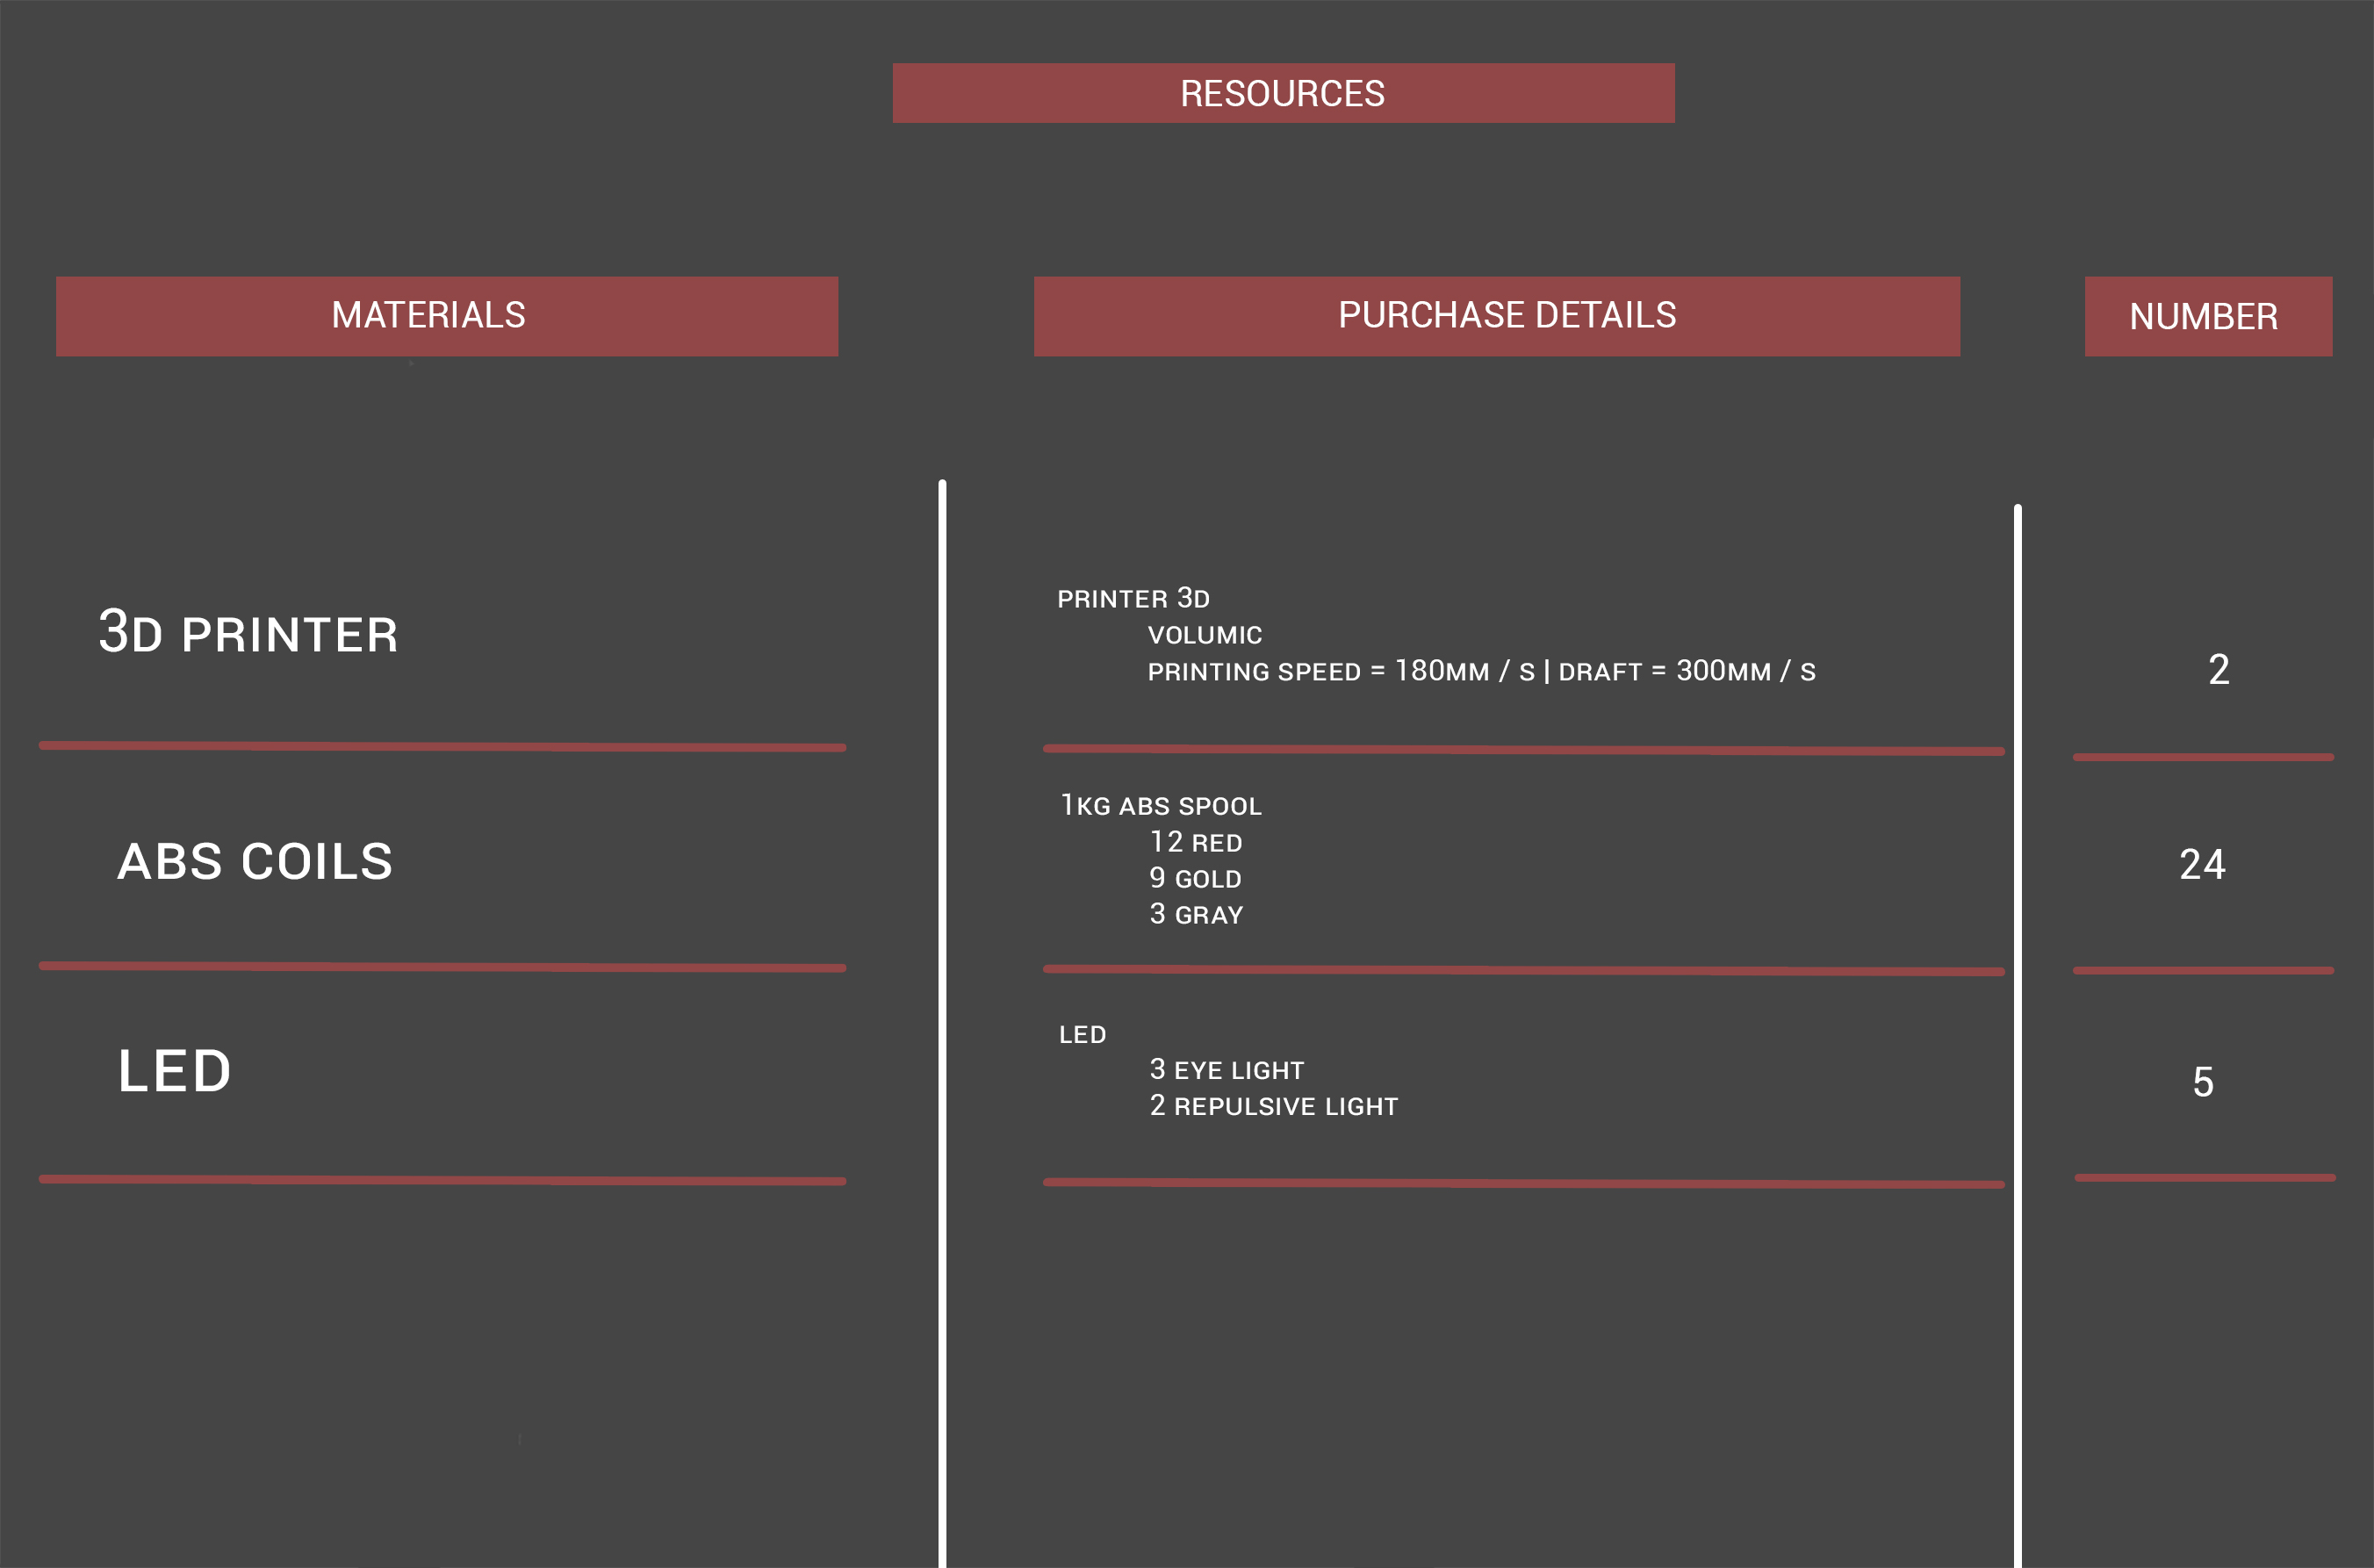 RESOURCES
MATERIALS
PURCHASE DETAILS
NUMBER
3D PRINTER
PRINTER 3D
VOLUMIC
PRINTING SPEED = 180MM / S | DRAFT = 300MM / S
2
ABS COILS
1KG ABS SPOOL
12 RED
9 GOLD
3 GRAY
24
LED
LED
3 EYE LIGHT
2 REPULSIVE LIGHT
5